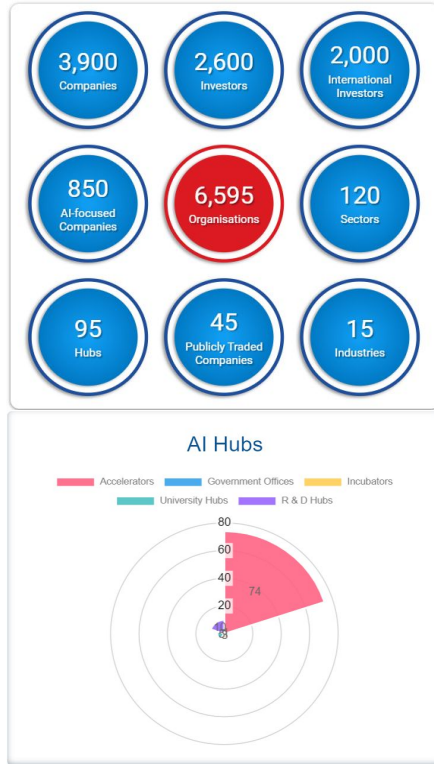 3,900
Companies
2,600
Investors
2,000
International
Investors
850
AI-focused
Companies
6,595
Organisations
120
Sectors
95
Hubs
45
Publicly Traded
Companies
15
Industries
AI Hubs
Accelerators
Government Offices
Incubators
University Hubs
R & D Hubs
80
60
40
20
74